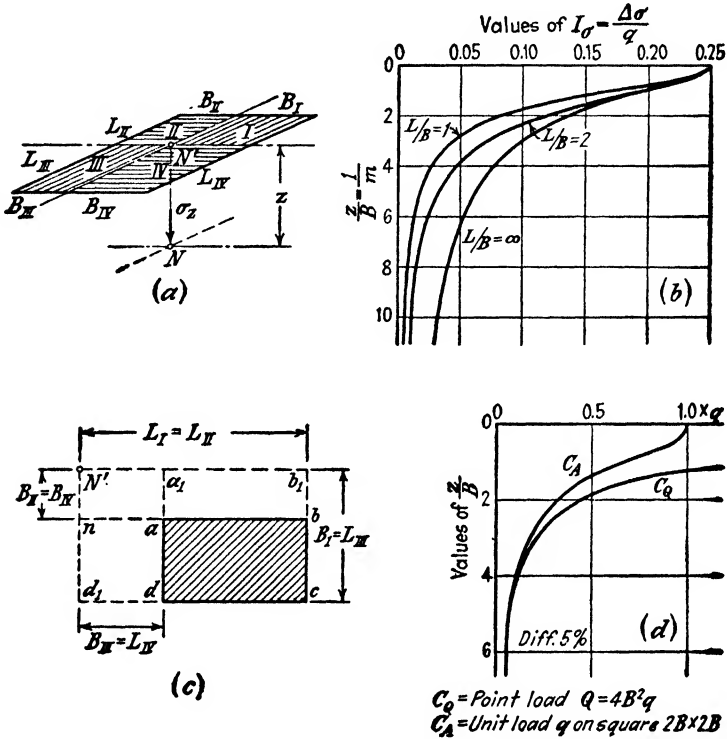 B_II B_I
L_II II I
L_III III N' IV L_IV
B_III B_IV
z
σ_z
N
(a)
Values of I_σ = Δσ/q
0 0.05 0.10 0.15 0.20 0.25
0
2
4
6
8
10
z/B = 1/m
L/B=1
L/B=2
L/B=∞
(b)
L_I = L_II
N' a_1 b_1
B_II = B_IV
n a b
B_I = L_III
d_1 d c
B_III = L_IV
(c)
0 0.5 1.0 × q
0
2
4
6
Values of z/B
C_A
C_Q
Diff. 5%
(d)
C_Q = Point load Q = 4B²q
C_A = Unit load q on square 2B×2B